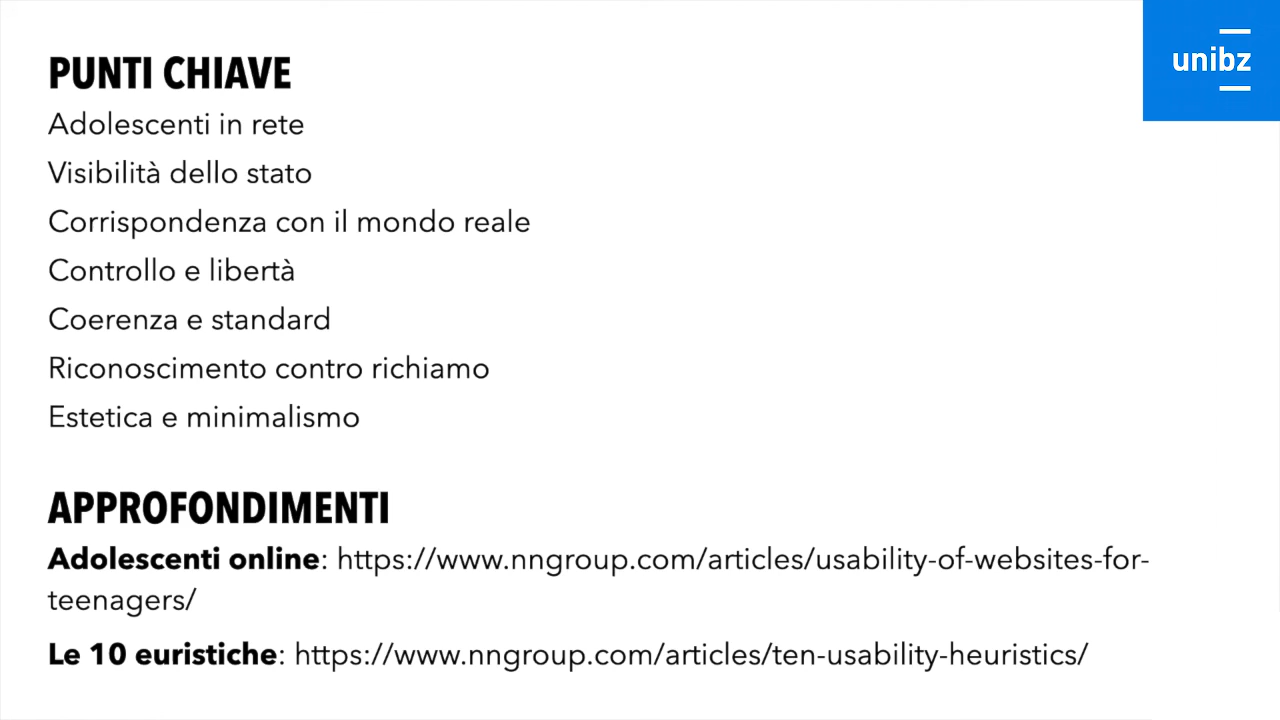 unibz
PUNTI CHIAVE
Adolescenti in rete
Visibilità dello stato
Corrispondenza con il mondo reale
Controllo e libertà
Coerenza e standard
Riconoscimento contro richiamo
Estetica e minimalismo
APPROFONDIMENTI
Adolescenti online: https://www.nngroup.com/articles/usability-of-websites-for-
teenagers/
Le 10 euristiche: https://www.nngroup.com/articles/ten-usability-heuristics/